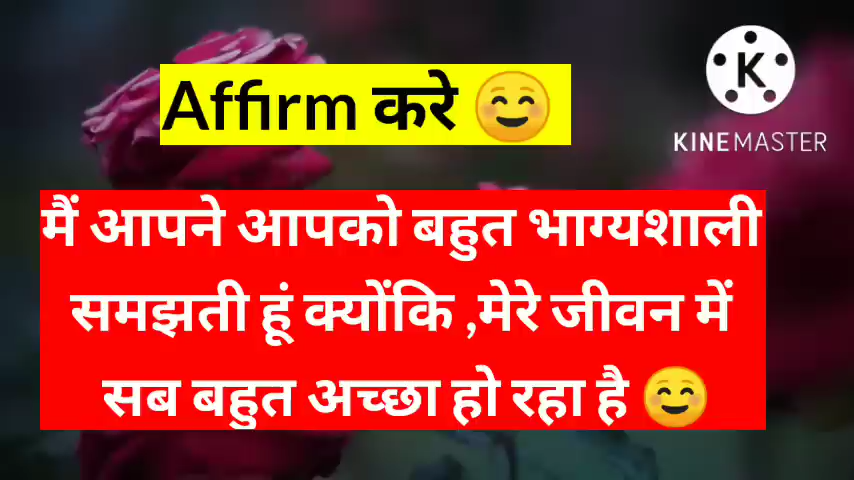 Affirm करे ☺️
KINEMASTER
मैं आपने आपको बहुत भाग्यशाली
समझती हूं क्योंकि ,मेरे जीवन में
सब बहुत अच्छा हो रहा है ☺️